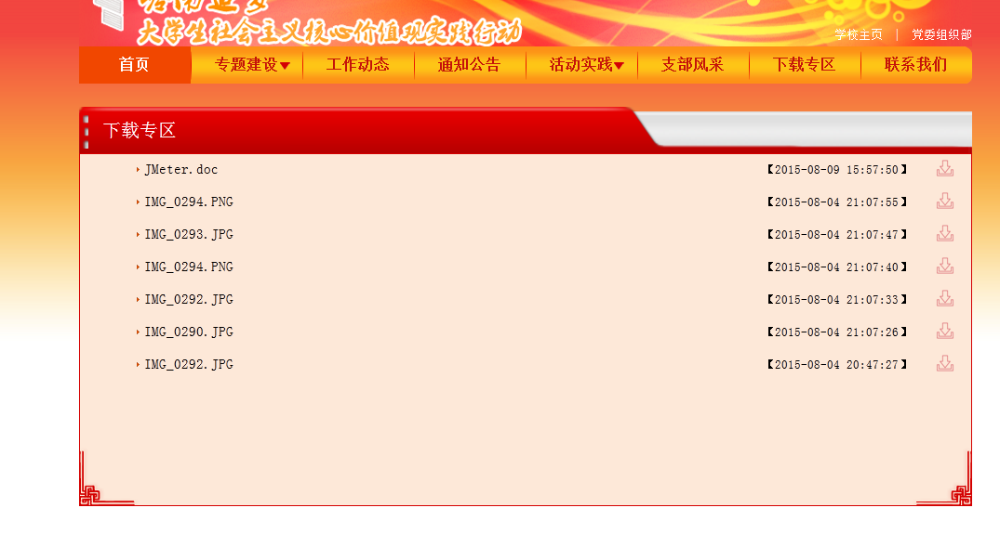 大学生社会主义核心价值观实践行动
学校主页 | 党委组织部
首页 专题建设 工作动态 通知公告 活动实践 支部风采 下载专区 联系我们
下载专区
JMeter.doc 【2015-08-09 15:57:50】
IMG_0294.PNG 【2015-08-04 21:07:55】
IMG_0293.JPG 【2015-08-04 21:07:47】
IMG_0294.PNG 【2015-08-04 21:07:40】
IMG_0292.JPG 【2015-08-04 21:07:33】
IMG_0290.JPG 【2015-08-04 21:07:26】
IMG_0292.JPG 【2015-08-04 20:47:27】